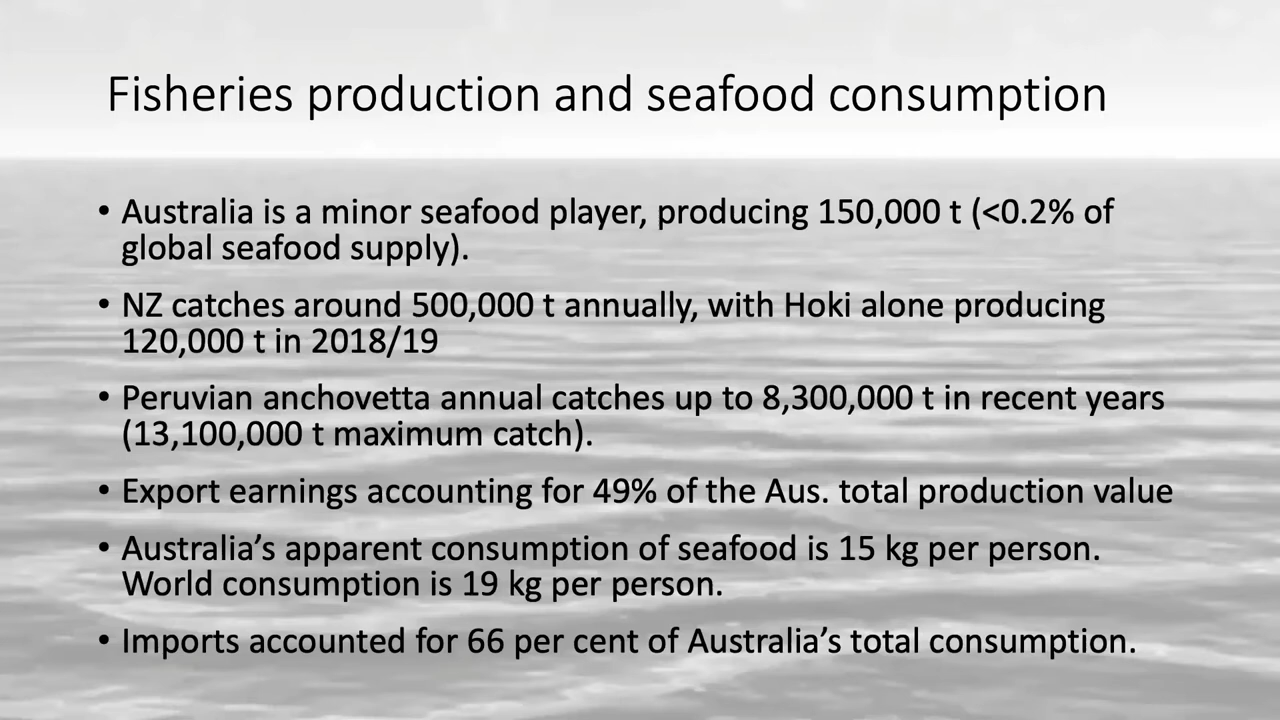 Fisheries production and seafood consumption
• Australia is a minor seafood player, producing 150,000 t (<0.2% of
global seafood supply).
• NZ catches around 500,000 t annually, with Hoki alone producing
120,000 t in 2018/19
• Peruvian anchovetta annual catches up to 8,300,000 t in recent years
(13,100,000 t maximum catch).
• Export earnings accounting for 49% of the Aus. total production value
• Australia’s apparent consumption of seafood is 15 kg per person.
World consumption is 19 kg per person.
• Imports accounted for 66 per cent of Australia’s total consumption.